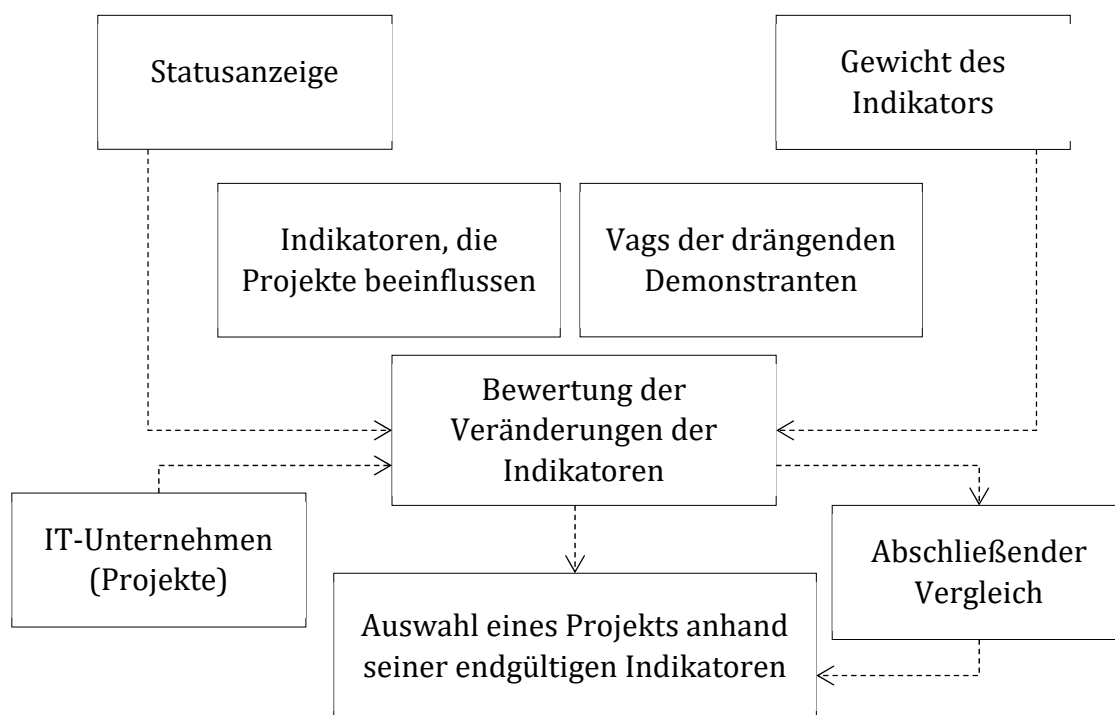 Statusanzeige
Gewicht des
Indikators
Indikatoren, die
Projekte beeinflussen
Vags der drängenden
Demonstranten
Bewertung der
Veränderungen der
Indikatoren
IT-Unternehmen
(Projekte)
Abschließender
Vergleich
Auswahl eines Projekts anhand
seiner endgültigen Indikatoren